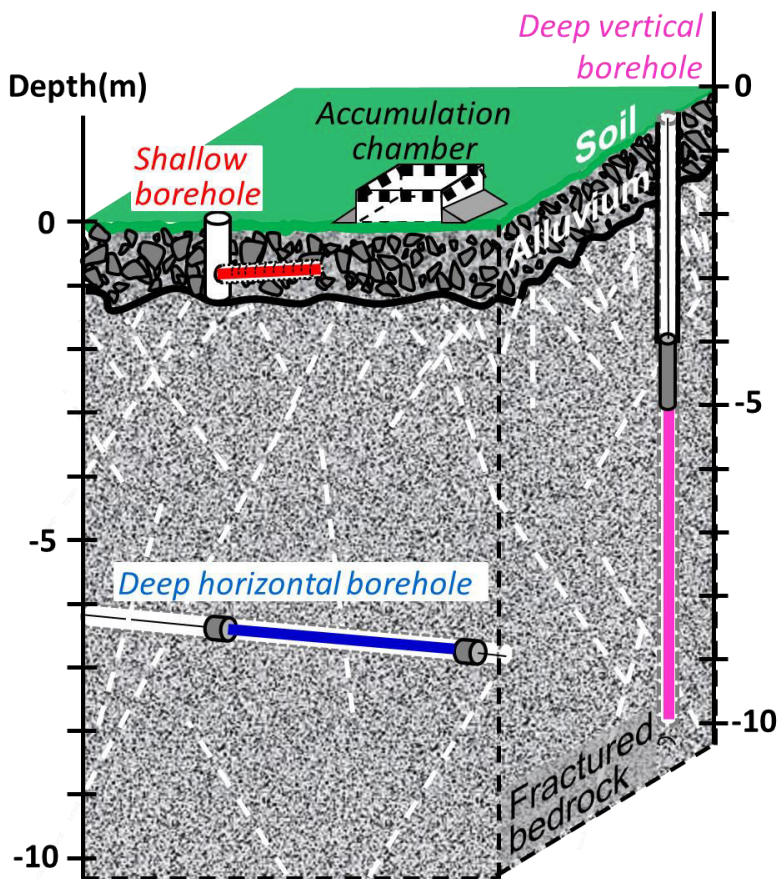 Deep vertical
borehole
Depth(m)
0
Accumulation
chamber
Soil
Shallow
borehole
0
Alluvium
-5
-5
Deep horizontal borehole
-10
Fractured
bedrock
-10